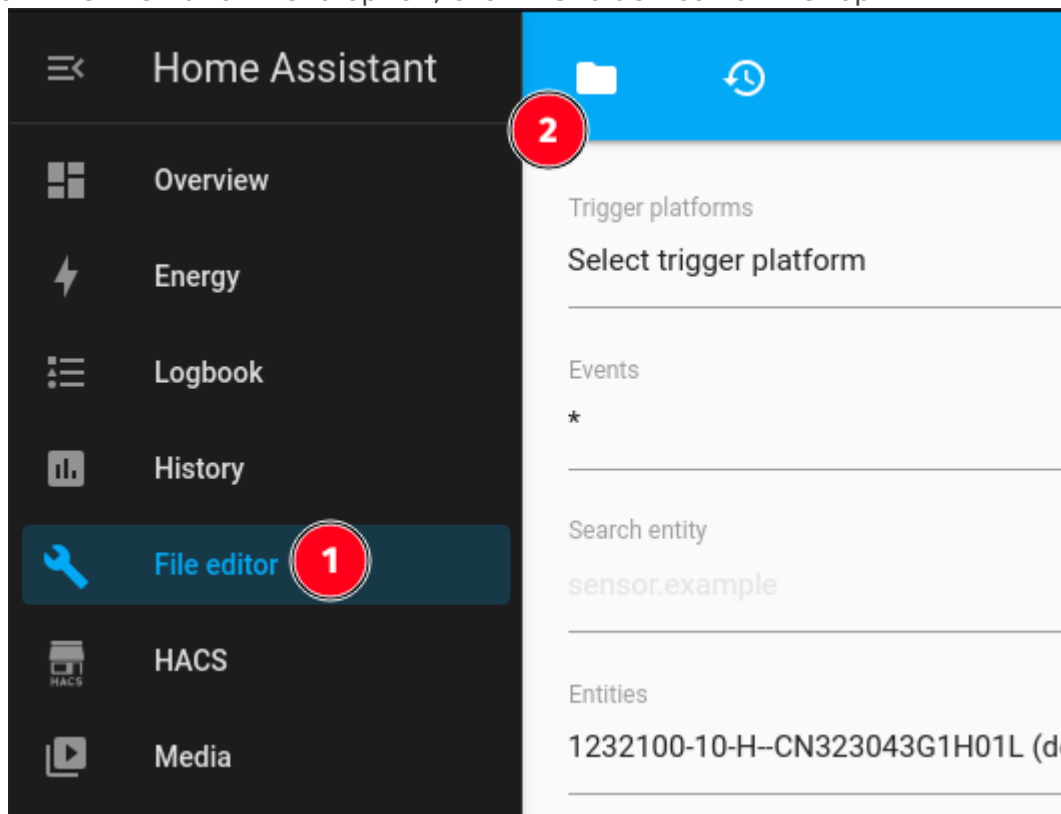 Home Assistant
2
Overview
Energy
Logbook
History
File editor 1
HACS
HACS
Media
Trigger platforms
Select trigger platform
Events
*
Search entity
sensor.example
Entities
1232100-10-H--CN323043G1H01L (d